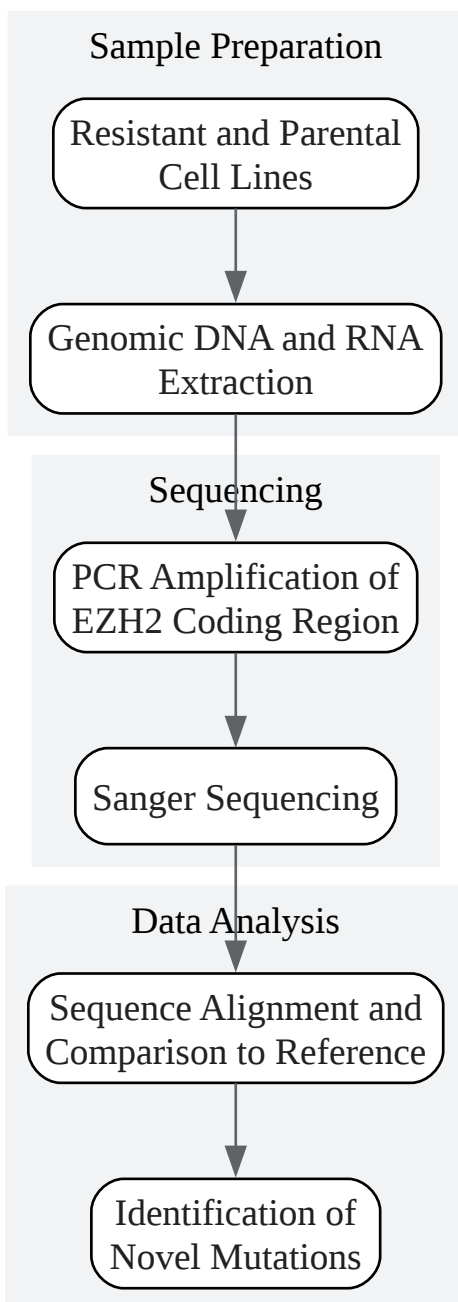 Sample Preparation
Resistant and Parental
Cell Lines
Genomic DNA and RNA
Extraction
Sequencing
PCR Amplification of
EZH2 Coding Region
Sanger Sequencing
Data Analysis
Sequence Alignment and
Comparison to Reference
Identification of
Novel Mutations